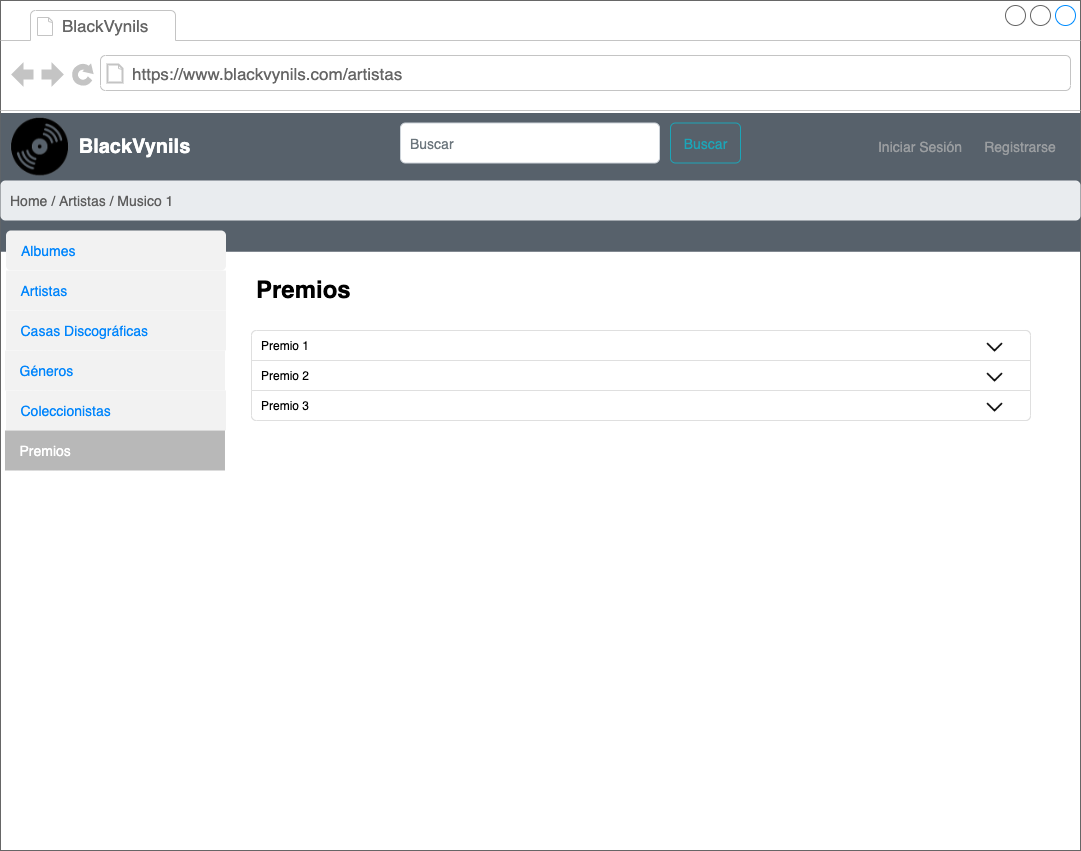 BlackVynils
https://www.blackvynils.com/artistas
BlackVynils
Buscar
Buscar
Iniciar Sesión
Registrarse
Home / Artistas / Musico 1
Albumes
Artistas
Casas Discográficas
Géneros
Coleccionistas
Premios
Premios
Premio 1
Premio 2
Premio 3